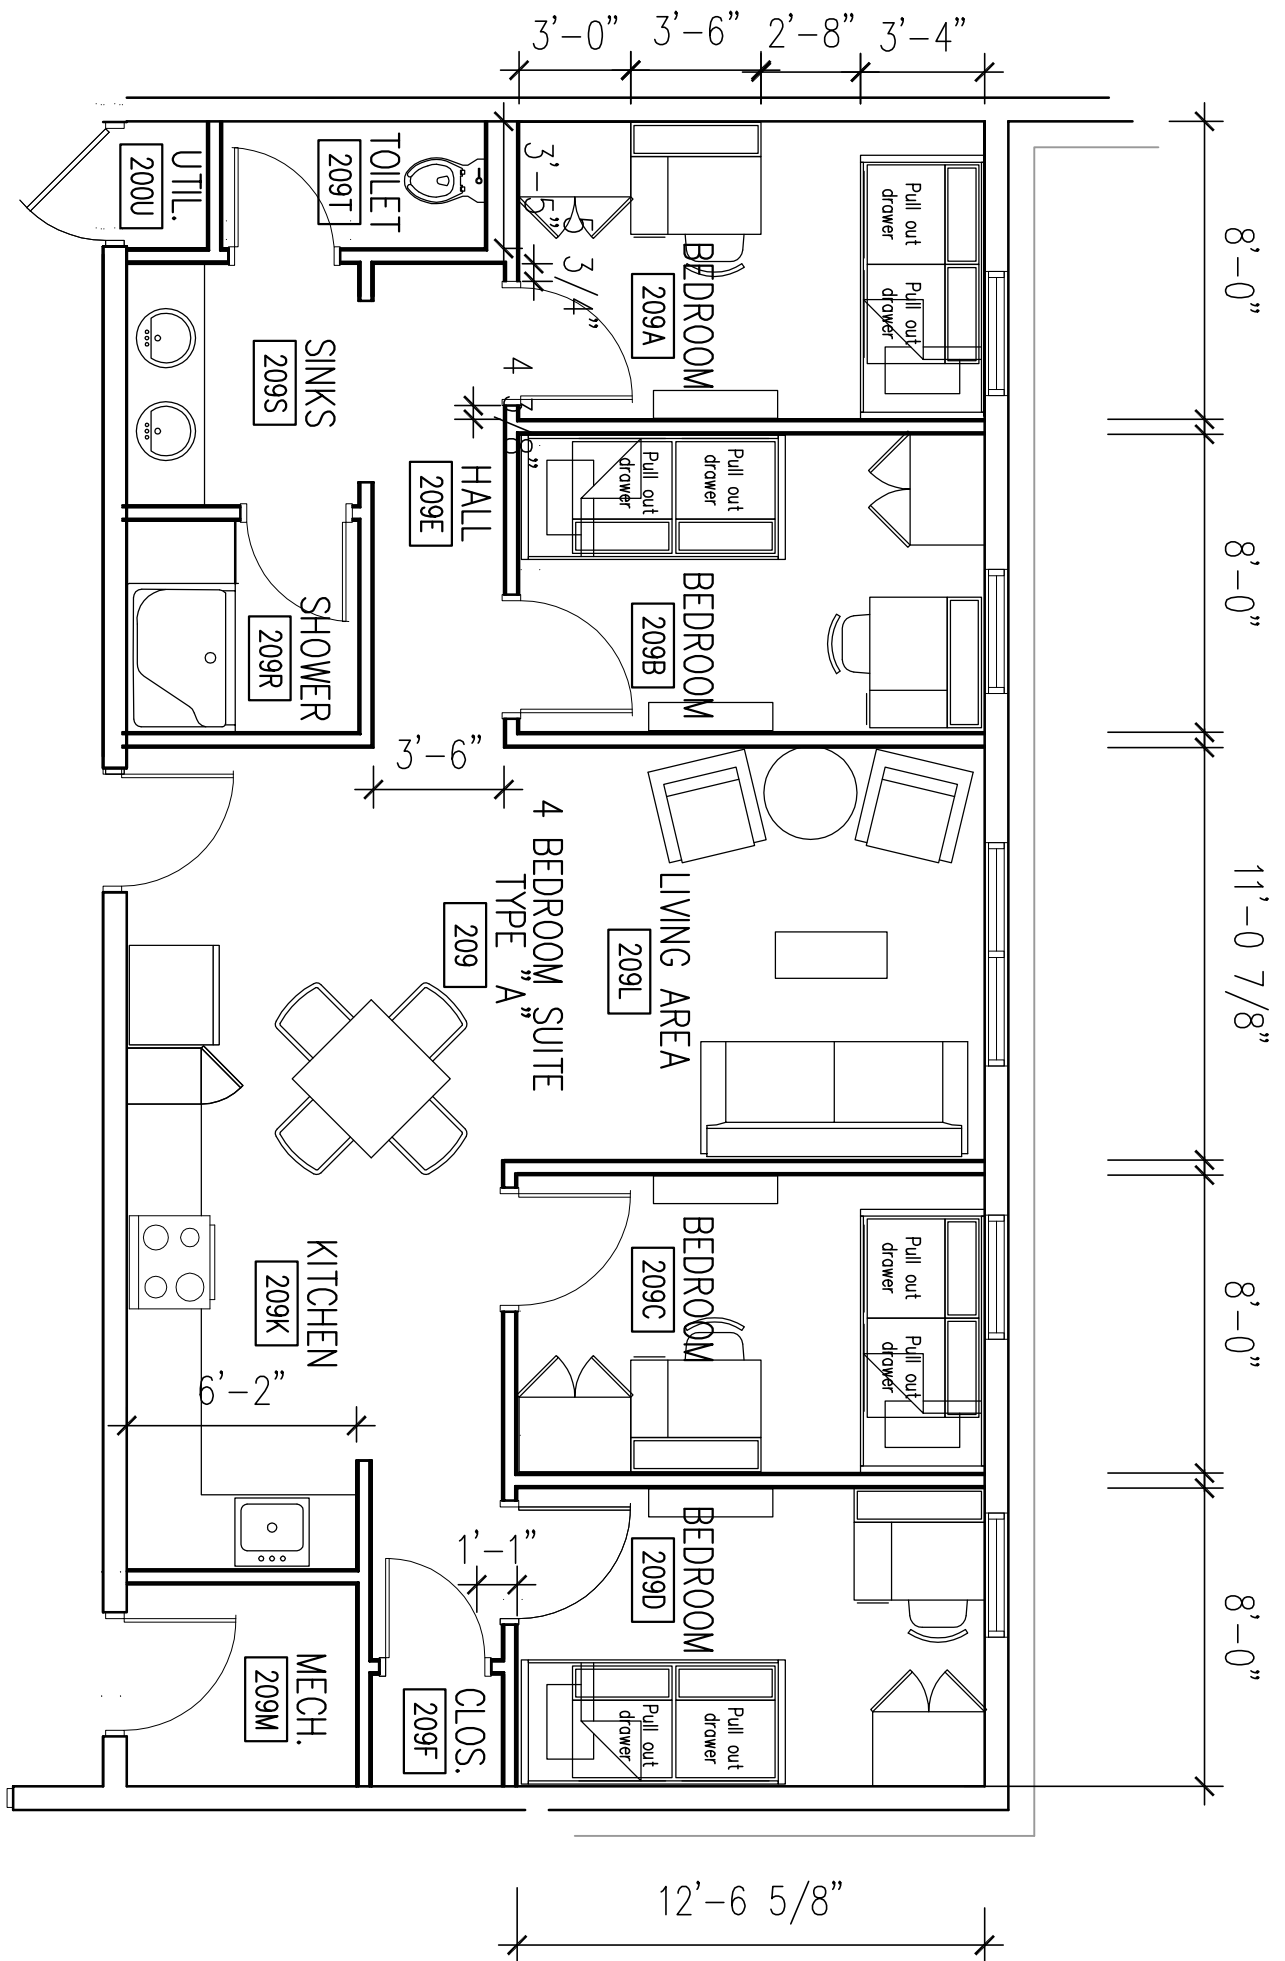 3'-0"
3'-6"
2'-8"
3'-4"
8'-0"
8'-0"
11'-0 7/8"
8'-0"
8'-0"
UTIL.
200U
TOILET
209T
3'-5"
5 3/4"
BEDROOM
209A
Pull out
drawer
Pull out
drawer
SINKS
209S
4 7/8"
HALL
209E
Pull out
drawer
Pull out
drawer
BEDROOM
209B
SHOWER
209R
3'-6"
4 BEDROOM SUITE
TYPE "A"
209
LIVING AREA
209L
KITCHEN
209K
6'-2"
BEDROOM
209C
Pull out
drawer
Pull out
drawer
1'-1"
BEDROOM
209D
MECH.
209M
CLOS.
209F
Pull out
drawer
Pull out
drawer
12'-6 5/8"